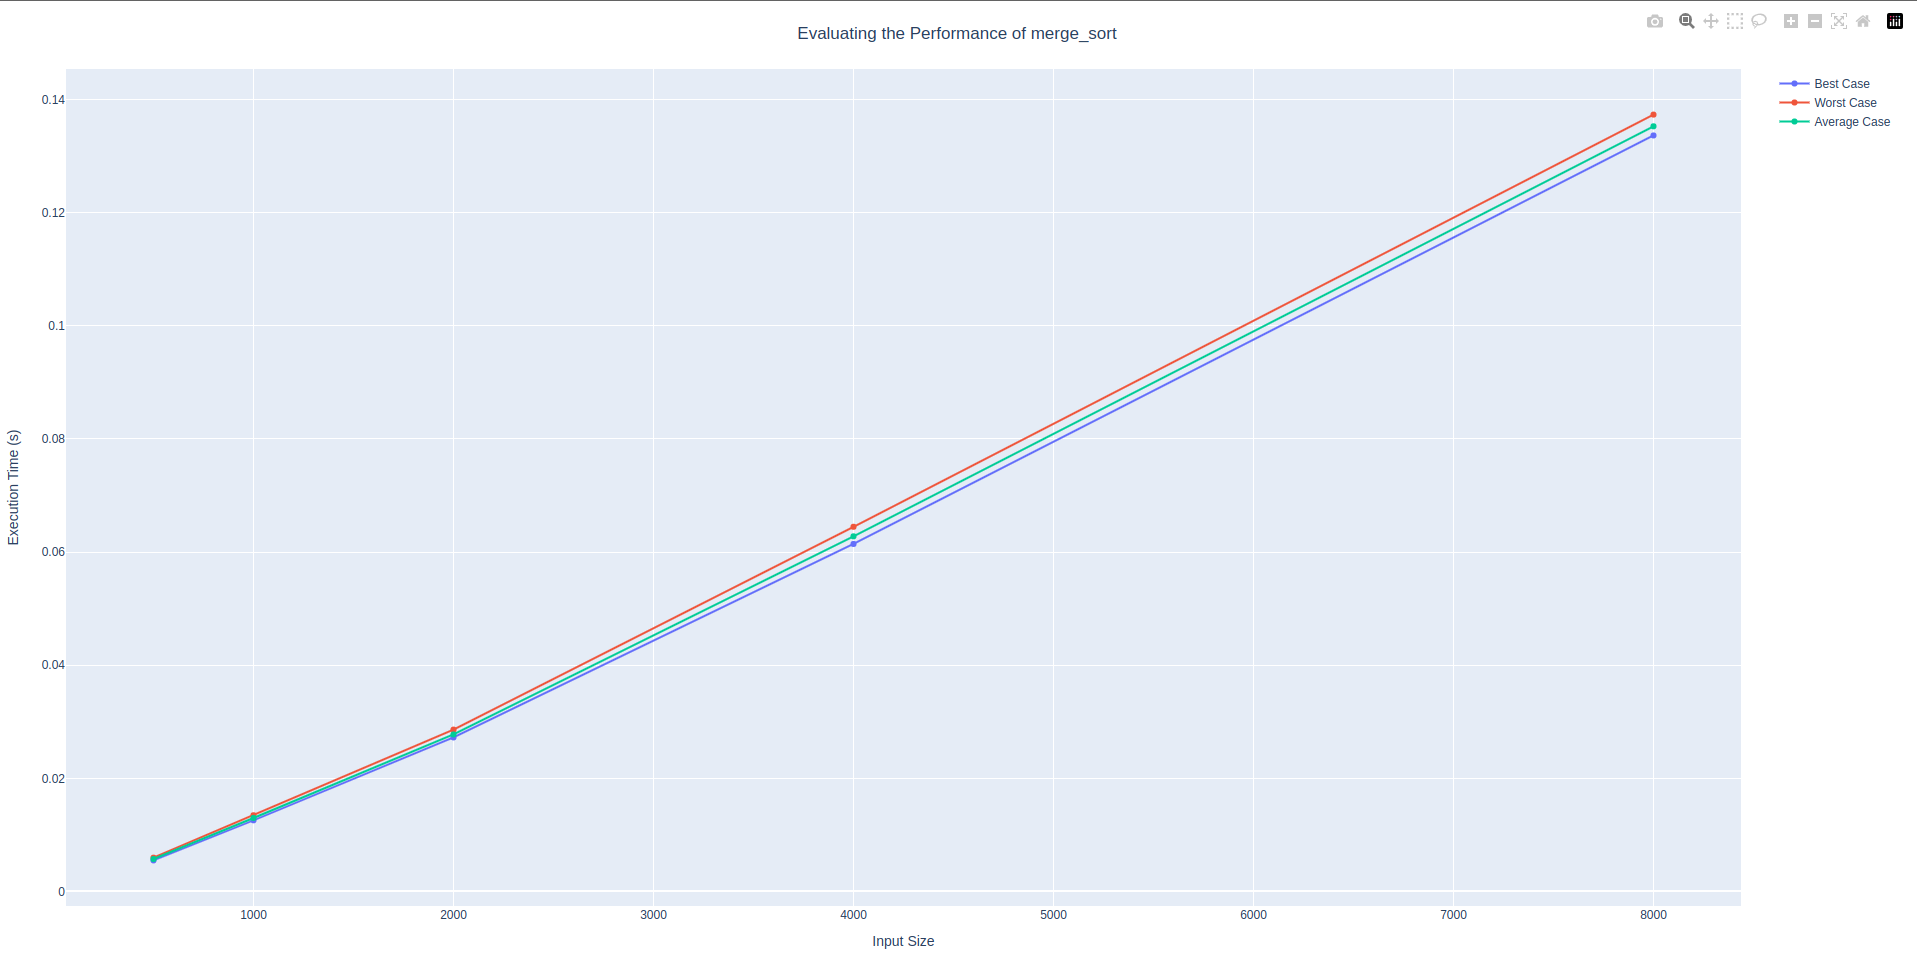 Evaluating the Performance of merge_sort
Best Case
Worst Case
Average Case
Execution Time (s)
0.14
0.12
0.1
0.08
0.06
0.04
0.02
0
1000 2000 3000 4000 5000 6000 7000 8000
Input Size